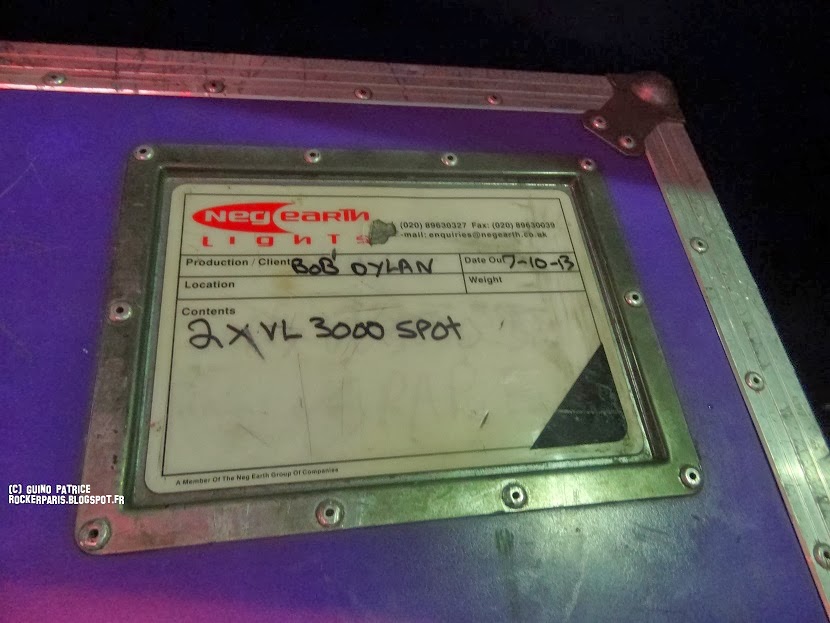 Neg earth
LIGHTS
(020) 89630327 Fax: (020) 89630039
-mail: enquiries@negearth.co.uk
Production / Client BOB DYLAN Date Ou 7-10-13
Location Weight
Contents
2 X VL 3000 SPOT
A Member Of The Neg Earth Group Of Companies
(C) GUINO PATRICE
ROCKERPARIS.BLOGSPOT.FR